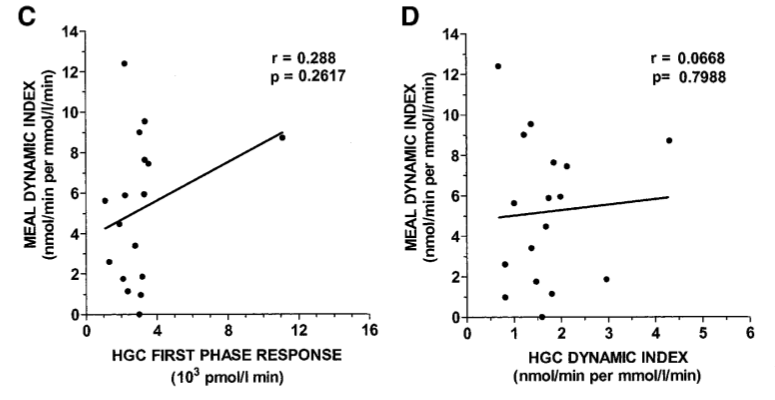 C
14
12
10
8
6
4
2
0
MEAL DYNAMIC INDEX
(nmol/min per mmol/l/min)
r = 0.288
p = 0.2617
0 4 8 12 16
HGC FIRST PHASE RESPONSE
(10³ pmol/l min)
D
14
12
10
8
6
4
2
0
MEAL DYNAMIC INDEX
(nmol/min per mmol/l/min)
r = 0.0668
p= 0.7988
0 1 2 3 4 5 6
HGC DYNAMIC INDEX
(nmol/min per mmol/l/min)